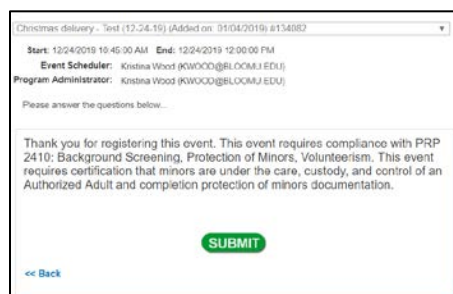 Christmas delivery - Test (12-24-19) (Added on: 01/04/2019) #134082
Start: 12/24/2019 10:45:00 AM End: 12/24/2019 12:00:00 PM
Event Scheduler: Kristina Wood (KWOOD@BLOOMU.EDU)
Program Administrator: Kristina Wood (KWOOD@BLOOMU.EDU)
Please answer the questions below...
Thank you for registering this event. This event requires compliance with PRP
2410: Background Screening, Protection of Minors, Volunteerism. This event
requires certification that minors are under the care, custody, and control of an
Authorized Adult and completion protection of minors documentation.
SUBMIT
<< Back